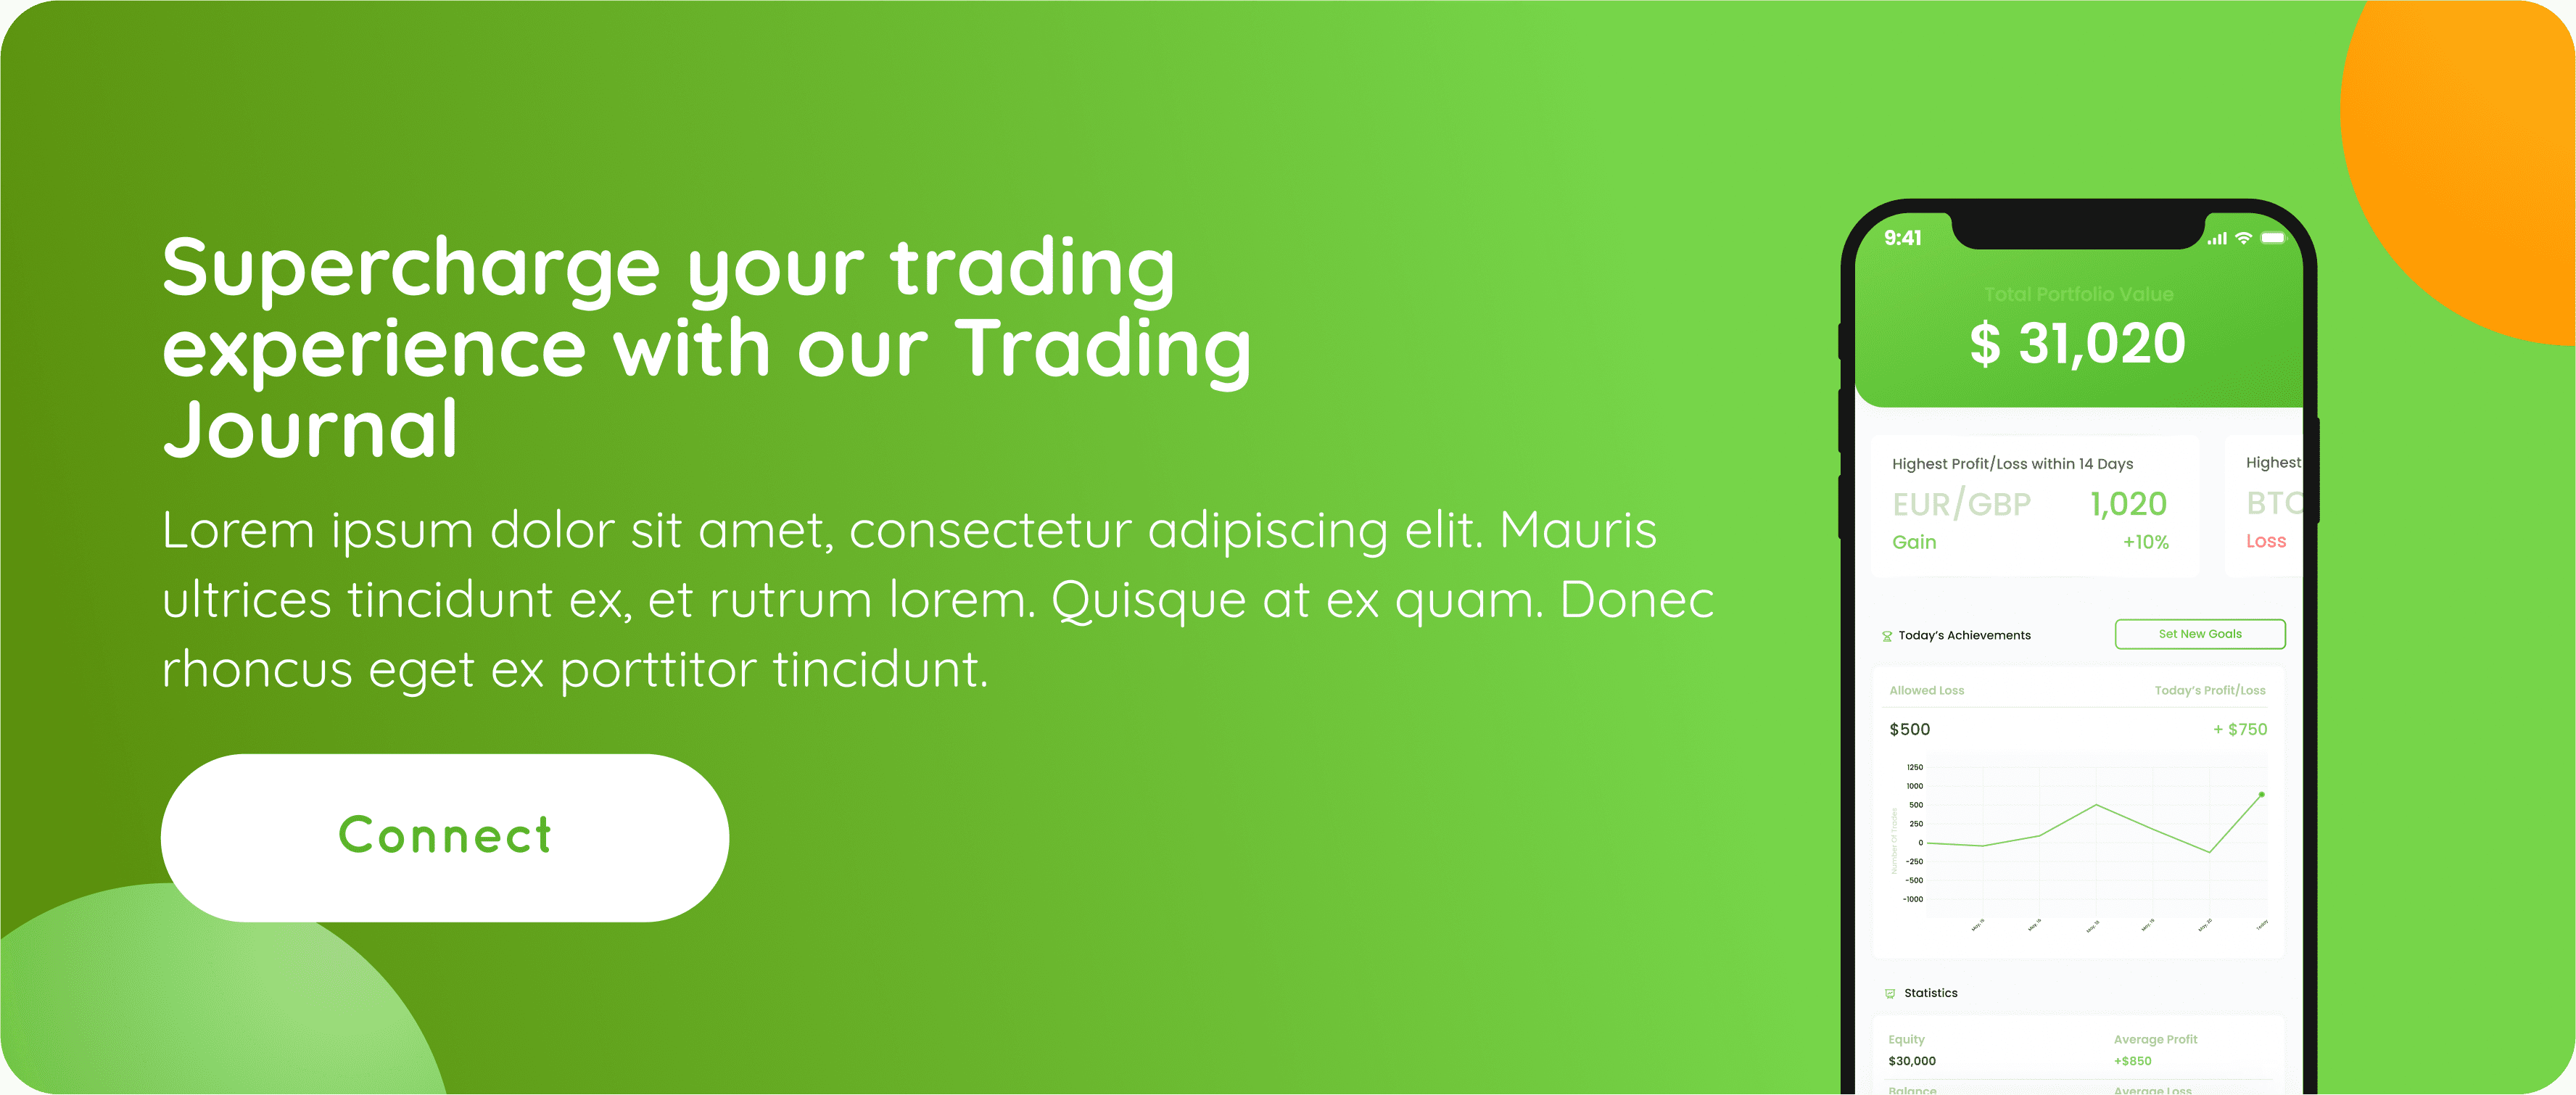 Supercharge your trading
experience with our Trading
Journal
Lorem ipsum dolor sit amet, consectetur adipiscing elit. Mauris
ultrices tincidunt ex, et rutrum lorem. Quisque at ex quam. Donec
rhoncus eget ex porttitor tincidunt.
Connect
9:41
Total Portfolio Value
$ 31,020
Highest Profit/Loss within 14 Days
EUR/GBP 1,020
Gain +10%
Highest
BTC
Loss
Today's Achievements
Set New Goals
Allowed Loss Today's Profit/Loss
$500 + $750
Number Of Trades
1250
1000
500
250
0
-250
-500
-1000
Today
Statistics
Equity Average Profit
$30,000 +$850
Balance Average Loss